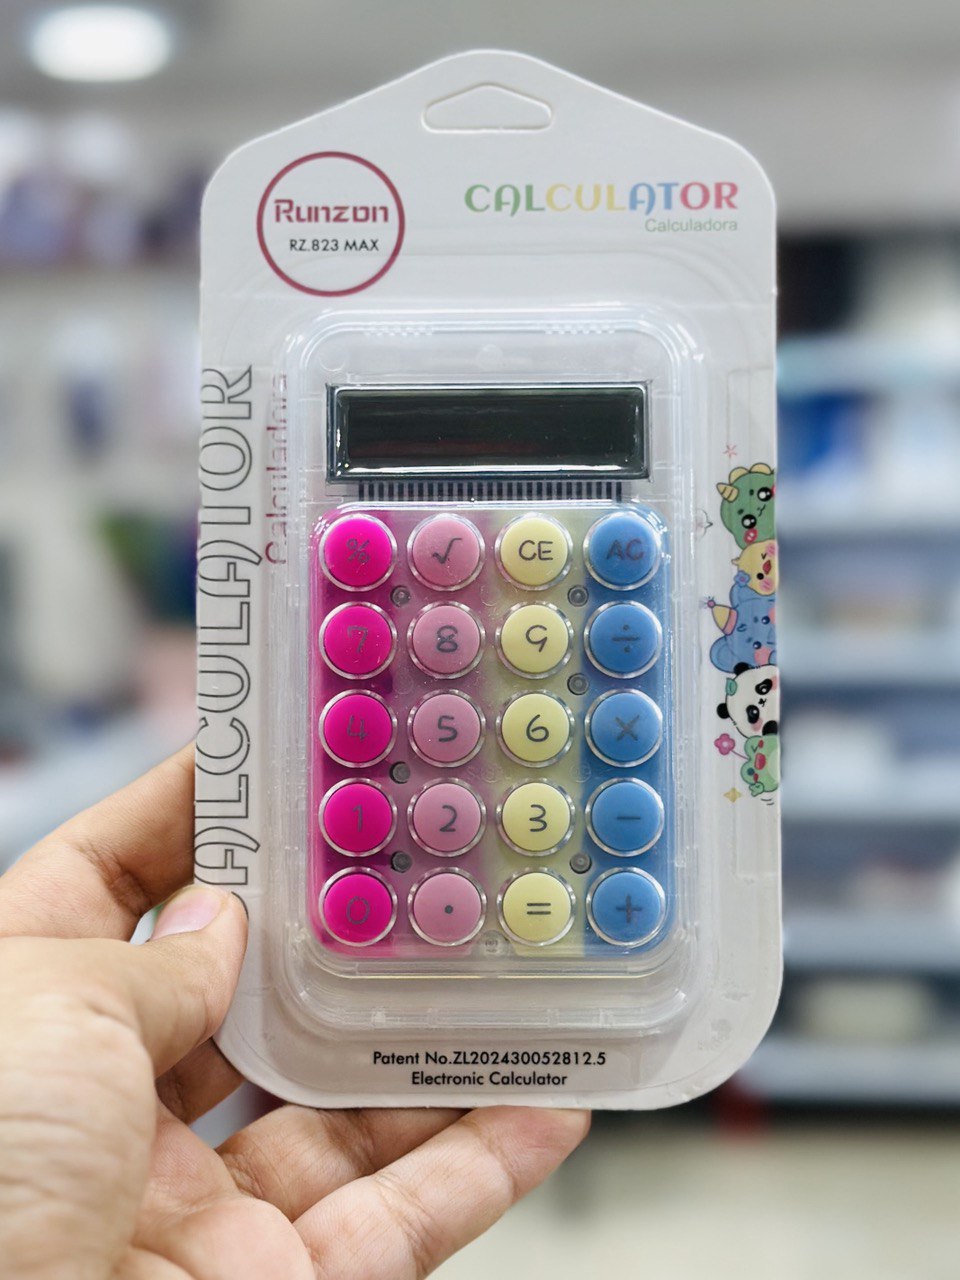 Runzon
RZ.823 MAX
CALCULATOR
Calculadora
CALCULATOR
Calculadora
% √ CE AC
7 8 9 ÷
4 5 6 ×
1 2 3 −
0 . = +
Patent No.ZL202430052812.5
Electronic Calculator